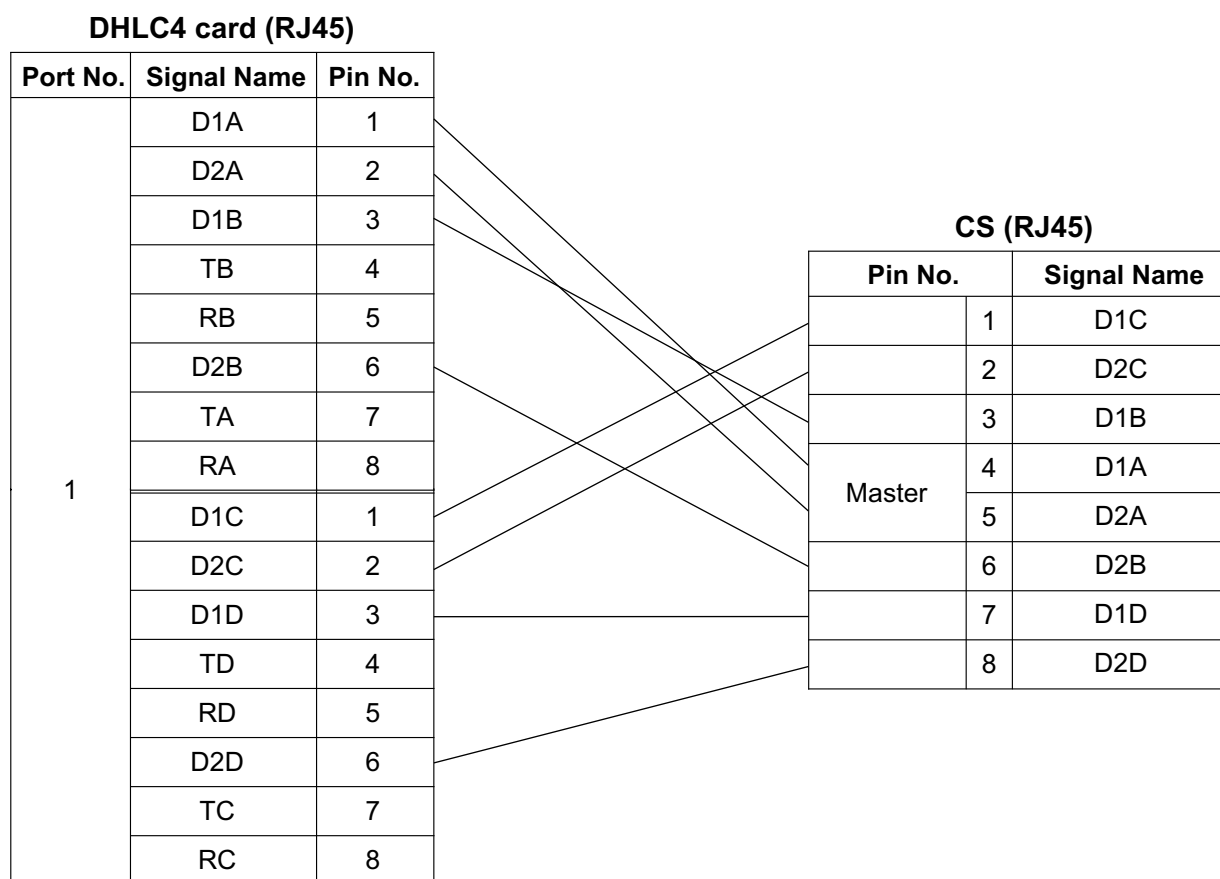 DHLC4 card (RJ45)
Port No. Signal Name Pin No.
D1A 1
D2A 2
D1B 3
TB 4
RB 5
D2B 6
TA 7
RA 8
1
D1C 1
D2C 2
D1D 3
TD 4
RD 5
D2D 6
TC 7
RC 8
CS (RJ45)
Pin No. Signal Name
1 D1C
2 D2C
3 D1B
Master 4 D1A
5 D2A
6 D2B
7 D1D
8 D2D